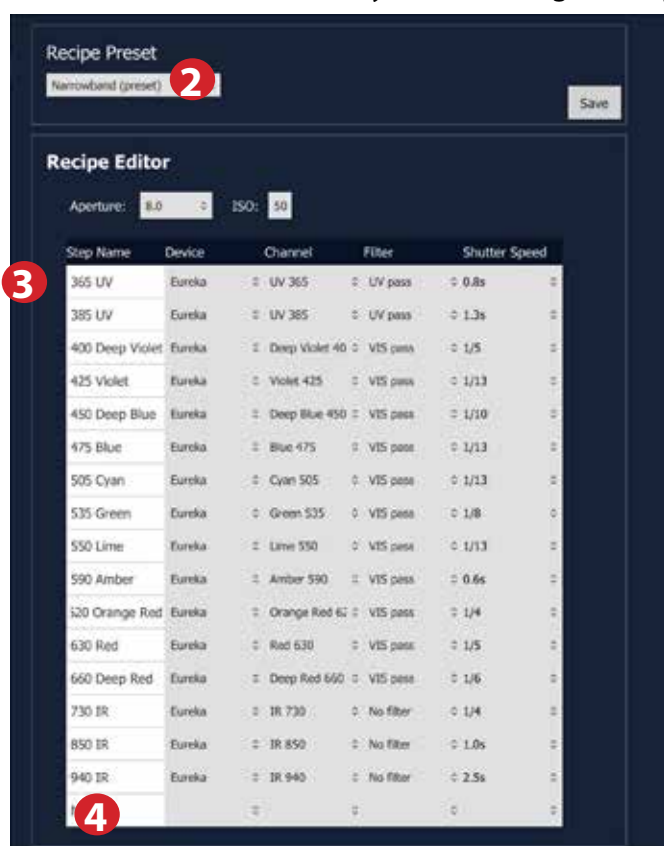 Recipe Preset
Narrowband (preset) 2
Save
Recipe Editor
Aperture: 8.0 ISO: 50
Step Name Device Channel Filter Shutter Speed
3 365 UV Eureka UV 365 UV pass 0.8s
385 UV Eureka UV 385 UV pass 1.3s
400 Deep Violet Eureka Deep Violet 40 VIS pass 1/5
425 Violet Eureka Violet 425 VIS pass 1/13
450 Deep Blue Eureka Deep Blue 450 VIS pass 1/10
475 Blue Eureka Blue 475 VIS pass 1/13
505 Cyan Eureka Cyan 505 VIS pass 1/13
535 Green Eureka Green 535 VIS pass 1/8
550 Lime Eureka Lime 550 VIS pass 1/13
590 Amber Eureka Amber 590 VIS pass 0.6s
620 Orange Red Eureka Orange Red 62 VIS pass 1/4
630 Red Eureka Red 630 VIS pass 1/5
660 Deep Red Eureka Deep Red 660 VIS pass 1/6
730 IR Eureka IR 730 No filter 1/4
850 IR Eureka IR 850 No filter 1.0s
940 IR Eureka IR 940 No filter 2.5s
4